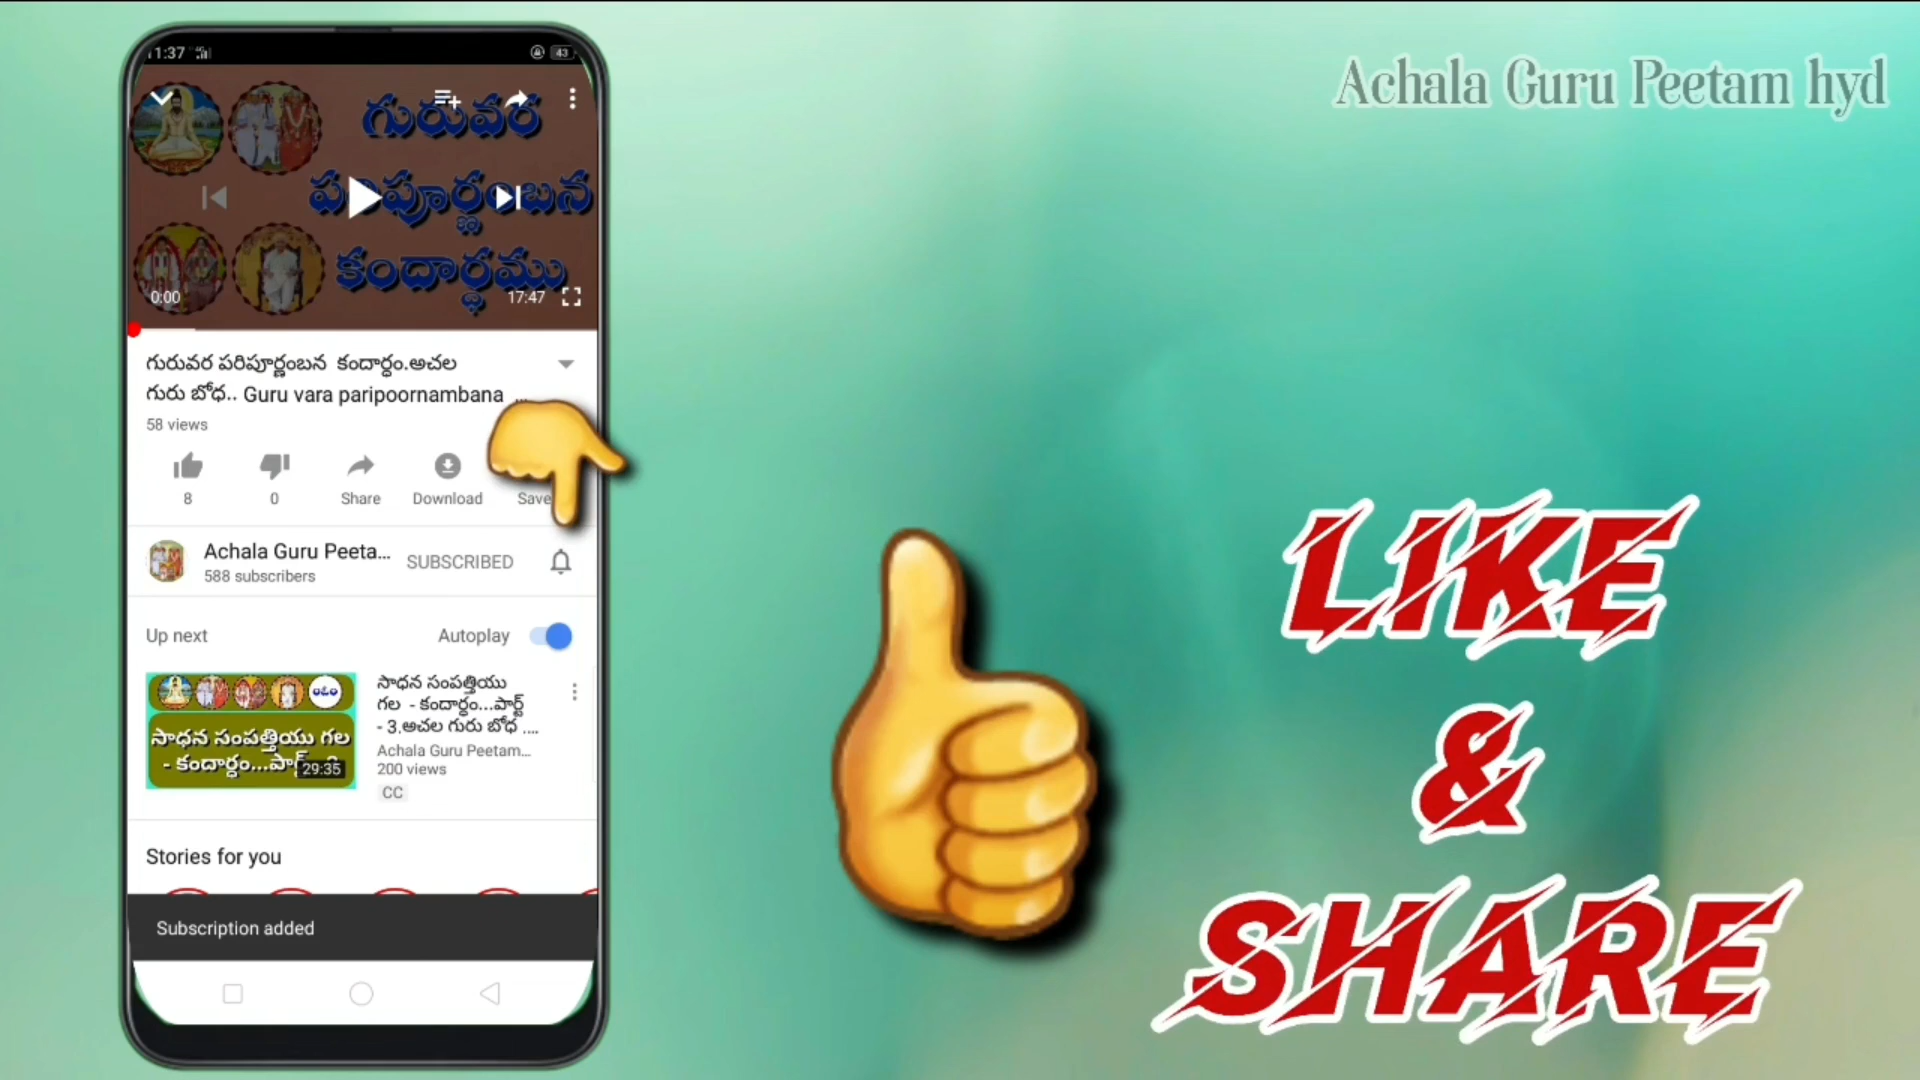 Achala Guru Peetam hyd
11:37
43
గురువర
పరిపూర్ణంబన
కందార్థము
0:00
17:47
గురువర పరిపూర్ణంబన కందార్ధం.అచల
గురు బోధ.. Guru vara paripoornambana ...
58 views
8
0
Share
Download
Save
Achala Guru Peeta...
SUBSCRIBED
588 subscribers
Up next
Autoplay
సాధన సంపత్తియు గల
- కందార్ధం...పార్ట్
29:35
సాధన సంపత్తియు
గల - కందార్ధం...పార్ట్
- 3.అచల గురు బోధ ....
Achala Guru Peetam...
200 views
CC
Stories for you
Subscription added
LIKE
&
SHARE